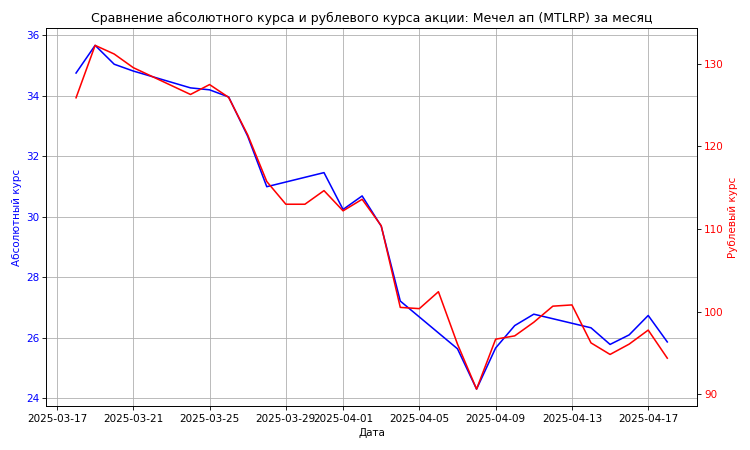 Сравнение абсолютного курса и рублевого курса акции: Мечел ап (MTLRP) за месяц
36
34
32
30
28
26
24
Абсолютный курс
130
120
110
100
90
Рублевый курс
2025-03-17 2025-03-21 2025-03-25 2025-03-29 2025-04-01 2025-04-05 2025-04-09 2025-04-13 2025-04-17
Дата